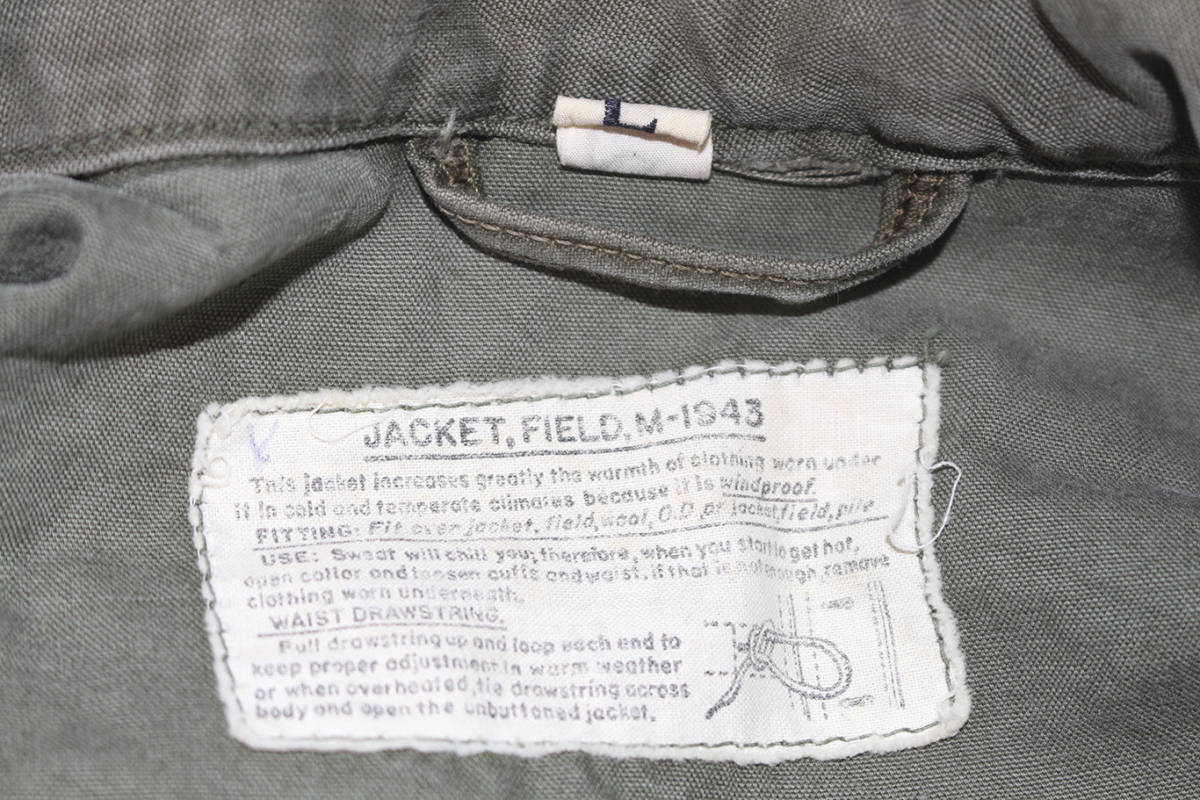 L
JACKET, FIELD, M-1943
This jacket increases greatly the warmth of clothing worn under
it in cold and temperate climates because it is windproof.
FITTING: Fit over jacket, field, wool, O.D. or jacket, field, pile
USE: Sweat will chill you; therefore, when you start to get hot,
open collar and loosen cuffs and waist, if that is not enough, remove
clothing worn underneath.
WAIST DRAWSTRING.
Pull drawstring up and loop each end to
keep proper adjustment in warm weather
or when overheated, tie drawstring across
body and open the unbuttoned jacket.